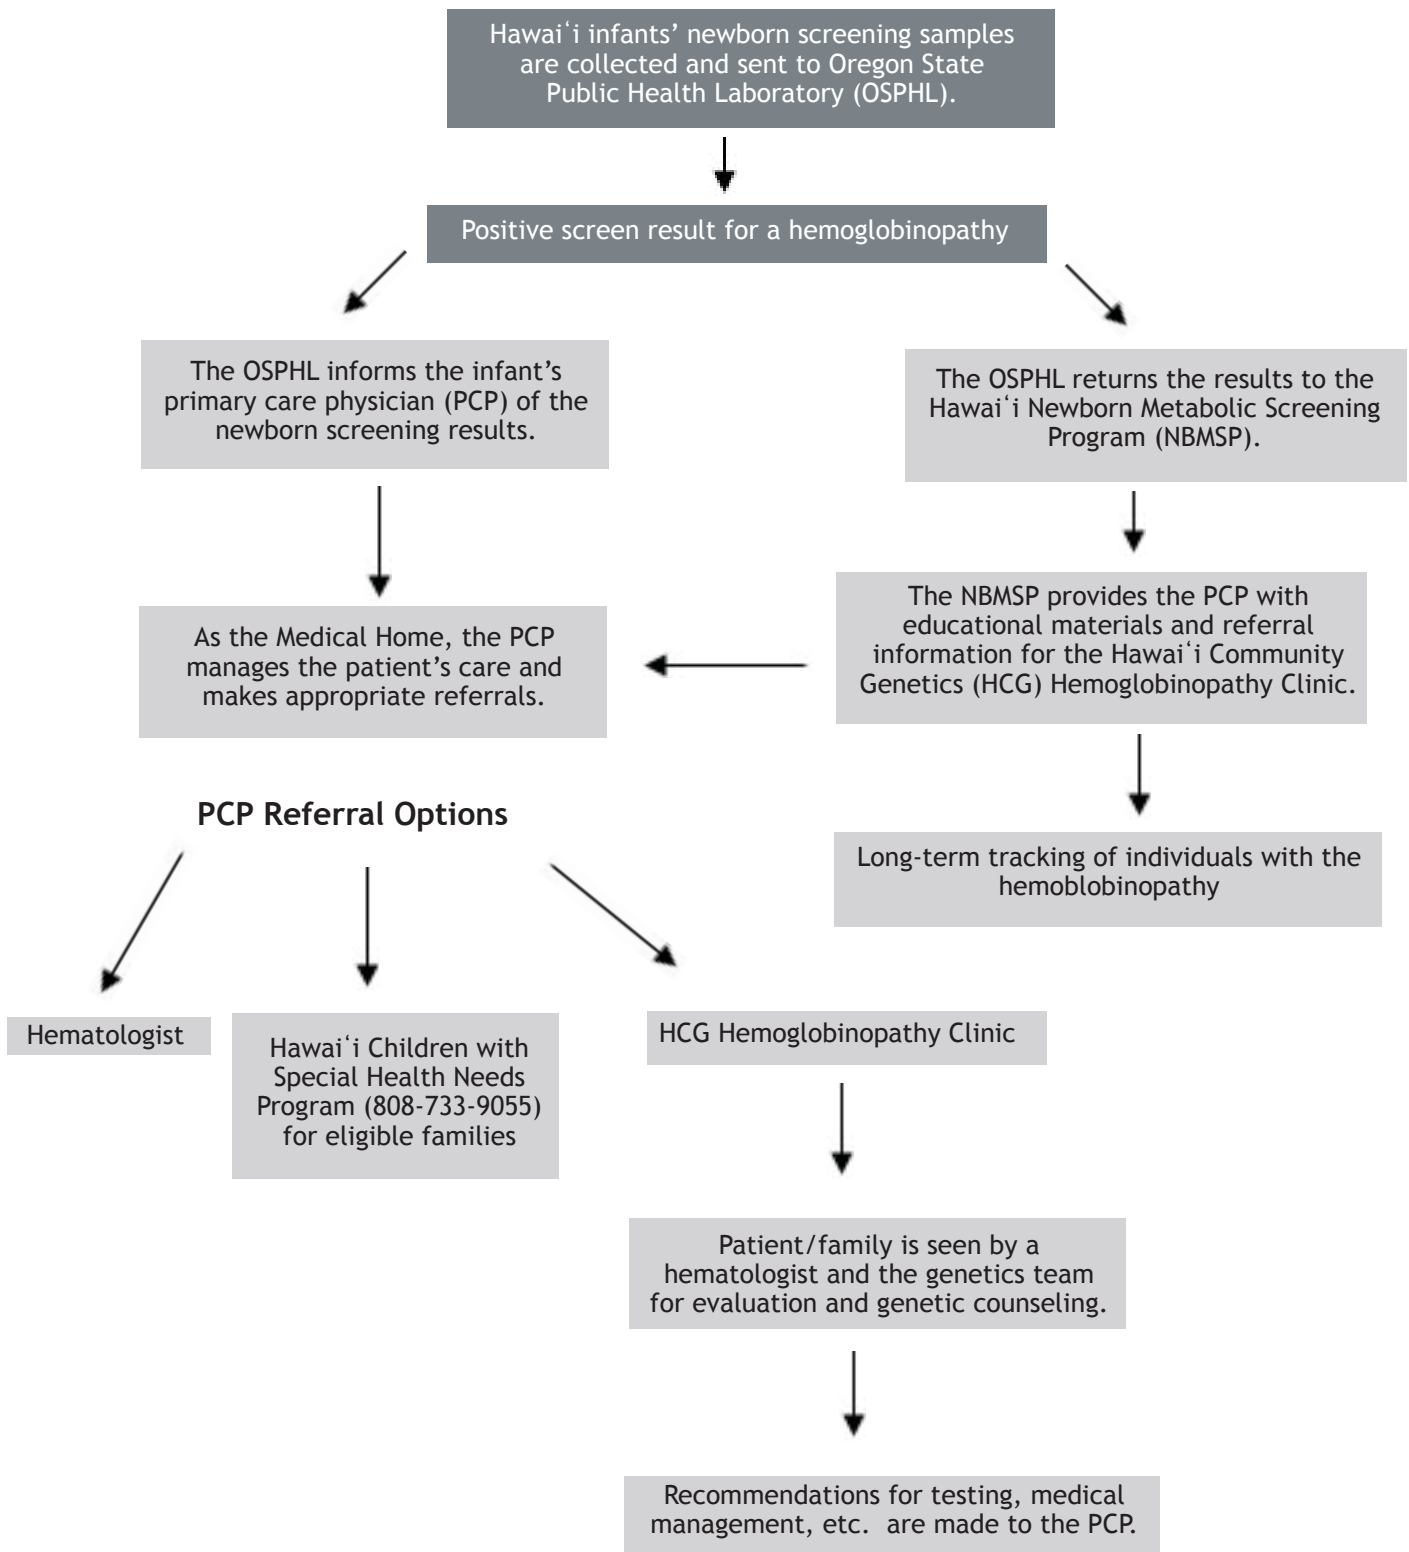 Hawaiʻi infants’ newborn screening samples
are collected and sent to Oregon State
Public Health Laboratory (OSPHL).
Positive screen result for a hemoglobinopathy
The OSPHL informs the infant’s
primary care physician (PCP) of the
newborn screening results.
The OSPHL returns the results to the
Hawaiʻi Newborn Metabolic Screening
Program (NBMSP).
As the Medical Home, the PCP
manages the patient’s care and
makes appropriate referrals.
The NBMSP provides the PCP with
educational materials and referral
information for the Hawaiʻi Community
Genetics (HCG) Hemoglobinopathy Clinic.
PCP Referral Options
Long-term tracking of individuals with the
hemoblobinopathy
Hematologist
Hawaiʻi Children with
Special Health Needs
Program (808-733-9055)
for eligible families
HCG Hemoglobinopathy Clinic
Patient/family is seen by a
hematologist and the genetics team
for evaluation and genetic counseling.
Recommendations for testing, medical
management, etc.  are made to the PCP.